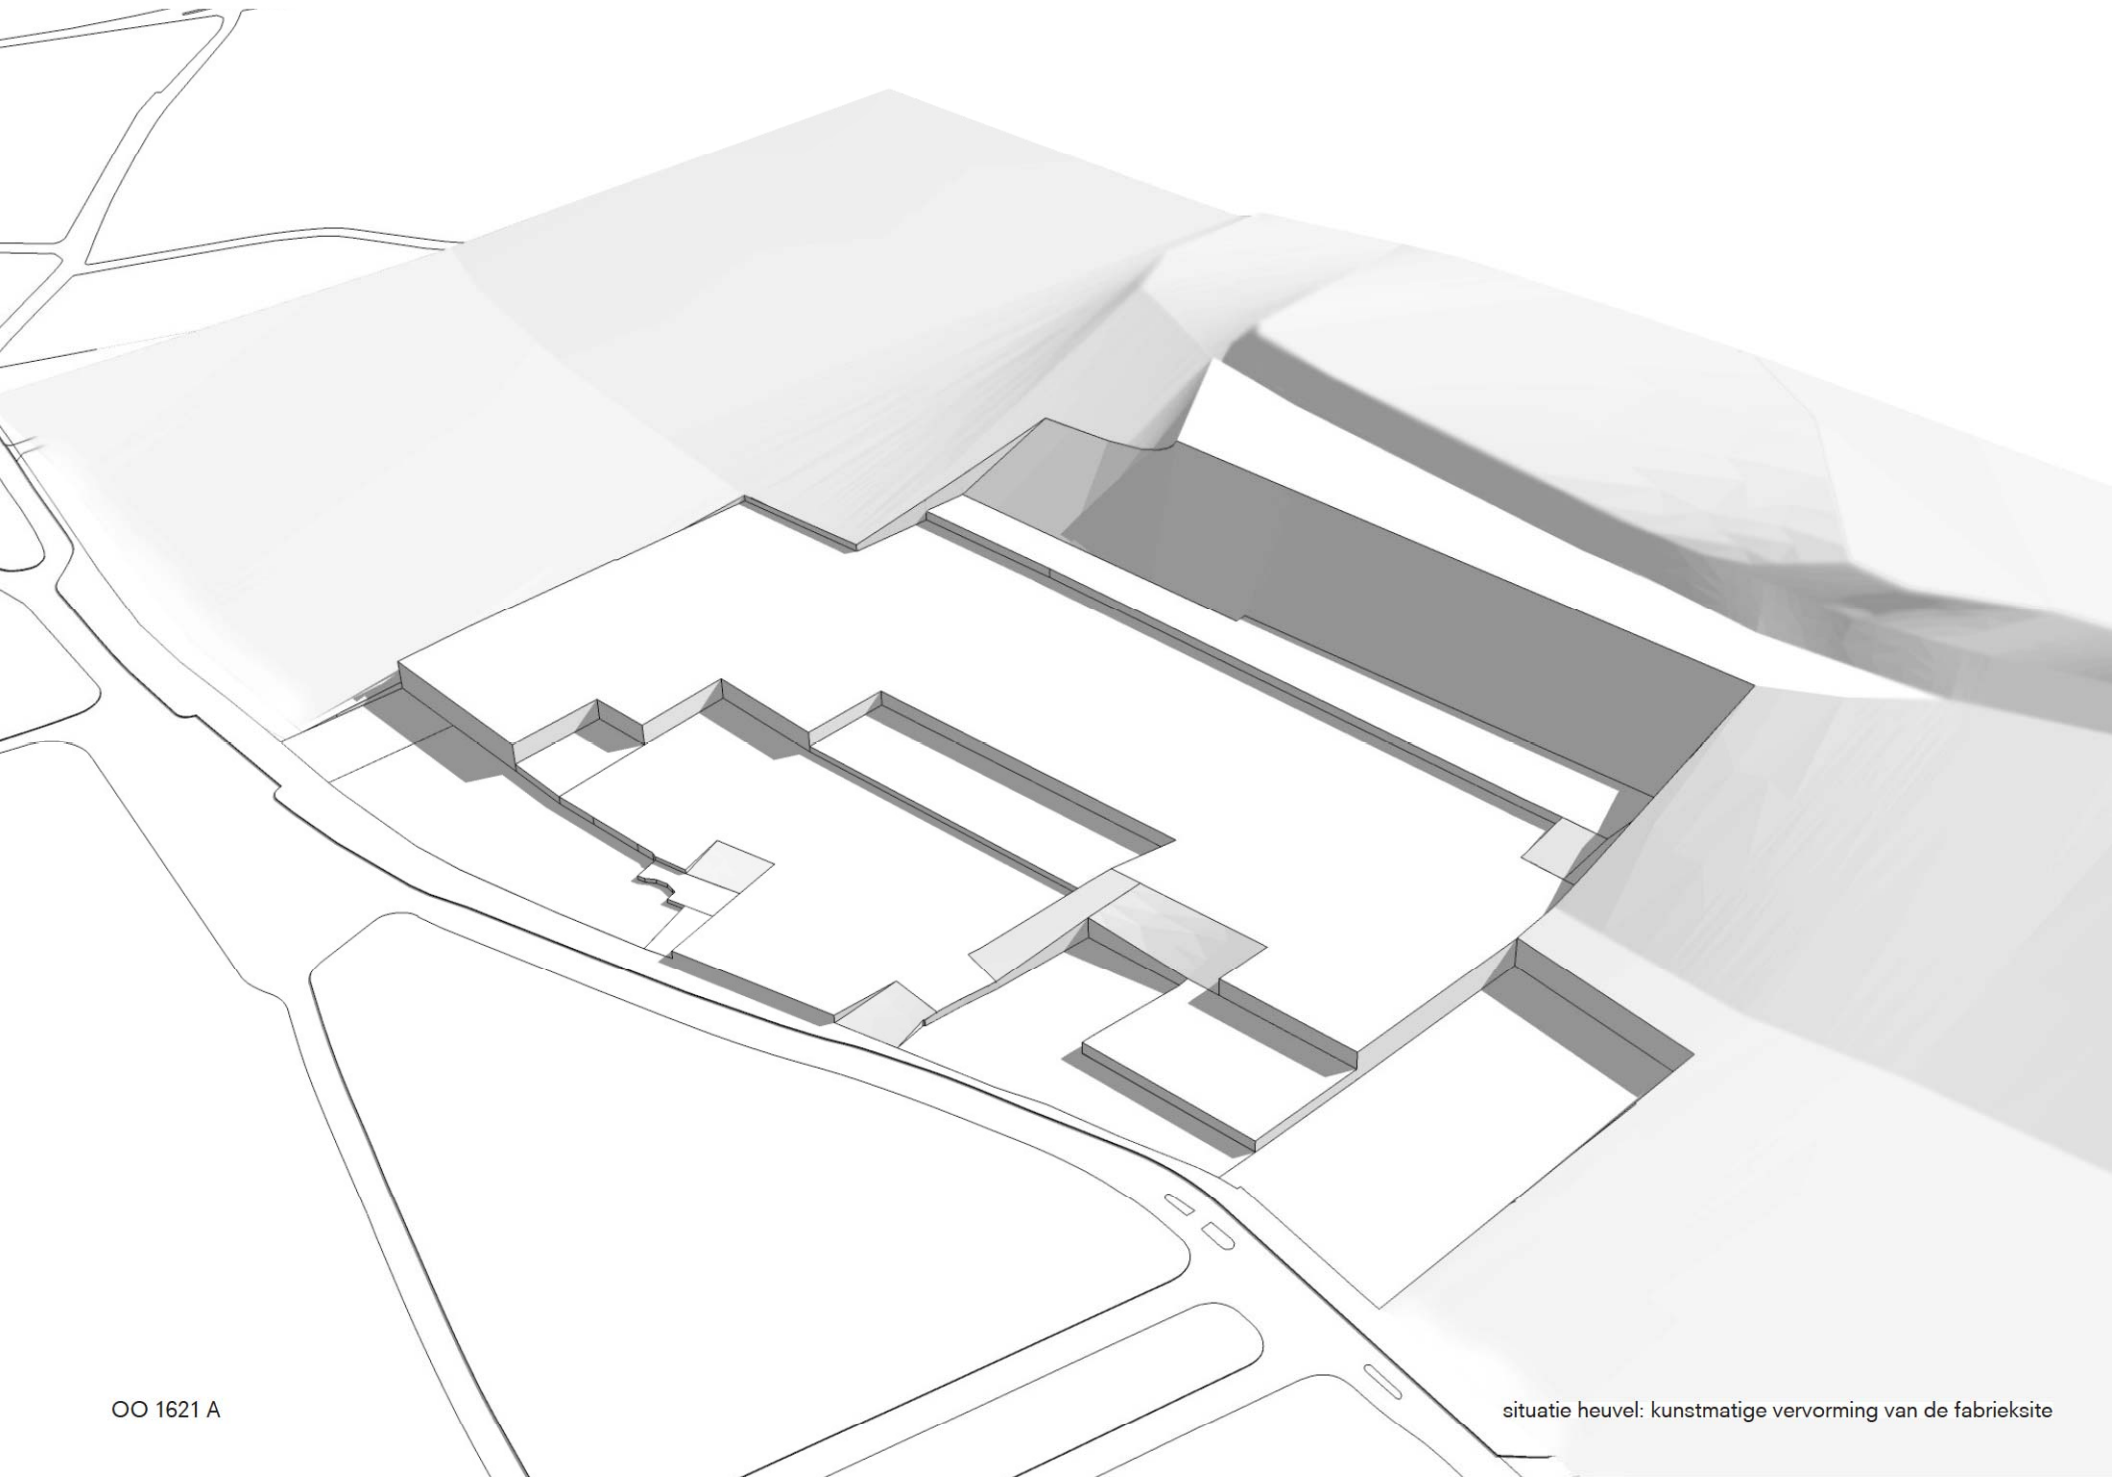 OO 1621 A
situatie heuvel: kunstmatige vervorming van de fabrieksite